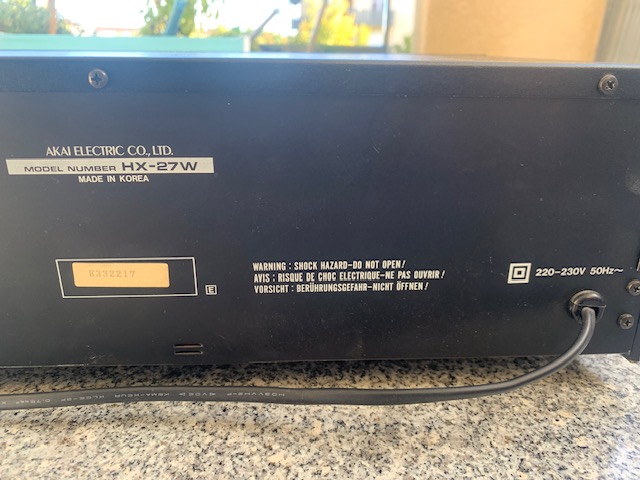 AKAI ELECTRIC CO., LTD.
MODEL NUMBER HX-27W
MADE IN KOREA
H332217
E
WARNING : SHOCK HAZARD-DO NOT OPEN!
AVIS : RISQUE DE CHOC ELECTRIQUE-NE PAS OUVRIR!
VORSICHT : BERÜHRUNGSGEFAHR-NICHT ÖFFNEN!
220-230V 50Hz~